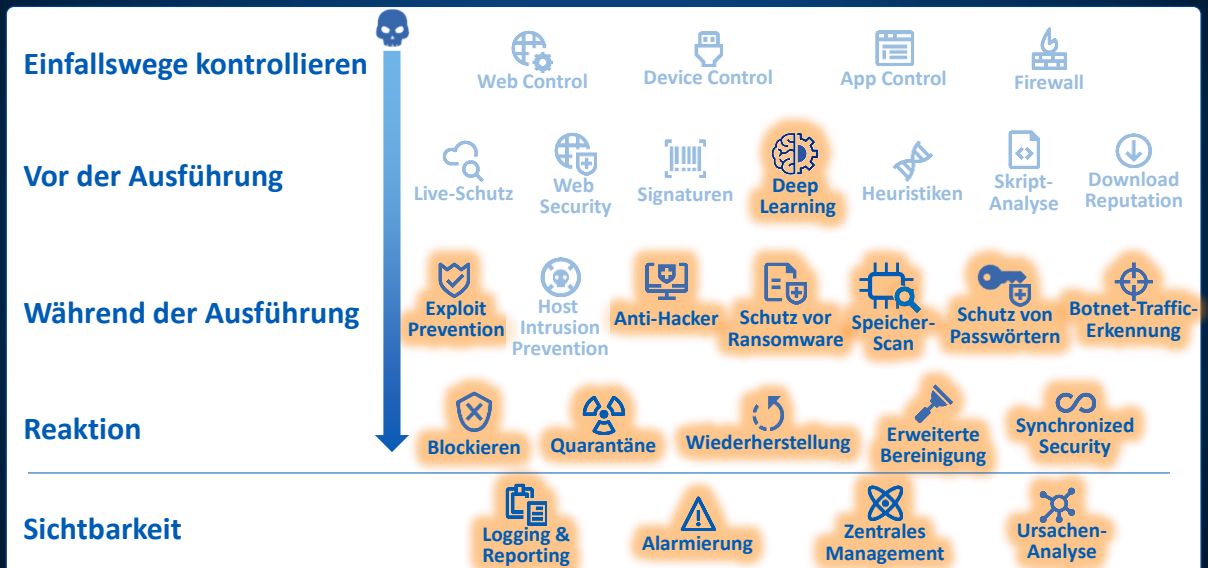 Einfallswege kontrollieren
Web Control
Device Control
App Control
Firewall
Vor der Ausführung
Live-Schutz
Web
Security
Signaturen
Deep
Learning
Heuristiken
Skript-
Analyse
Download
Reputation
Während der Ausführung
Exploit
Prevention
Host
Intrusion
Prevention
Anti-Hacker
Schutz vor
Ransomware
Speicher-
Scan
Schutz von
Passwörtern
Botnet-Traffic-
Erkennung
Reaktion
Blockieren
Quarantäne
Wiederherstellung
Erweiterte
Bereinigung
Synchronized
Security
Sichtbarkeit
Logging &
Reporting
Alarmierung
Zentrales
Management
Ursachen-
Analyse